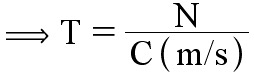 ⟹ T = N / C ( m/s )